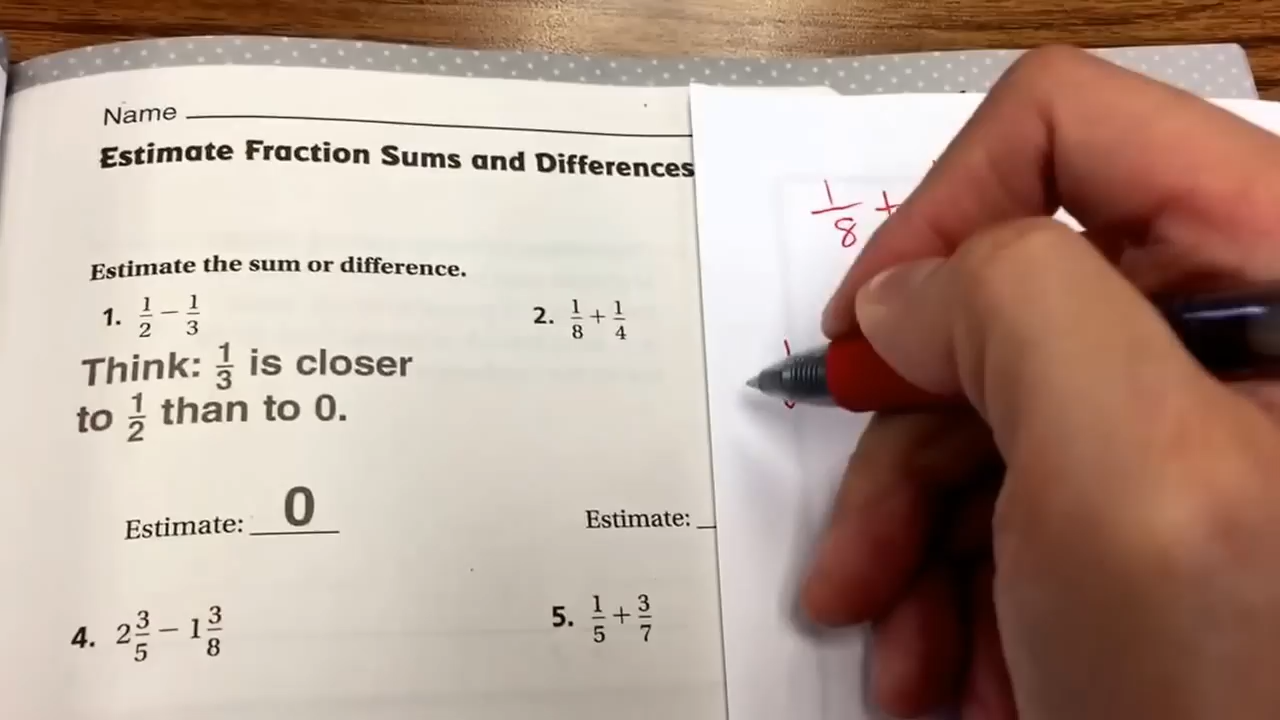 Name
Estimate Fraction Sums and Differences
Estimate the sum or difference.
1. 1/2 − 1/3
2. 1/8 + 1/4
Think: 1/3 is closer
to 1/2 than to 0.
Estimate: 0
Estimate:
4. 2 3/5 − 1 3/8
5. 1/5 + 3/7
1/8 +